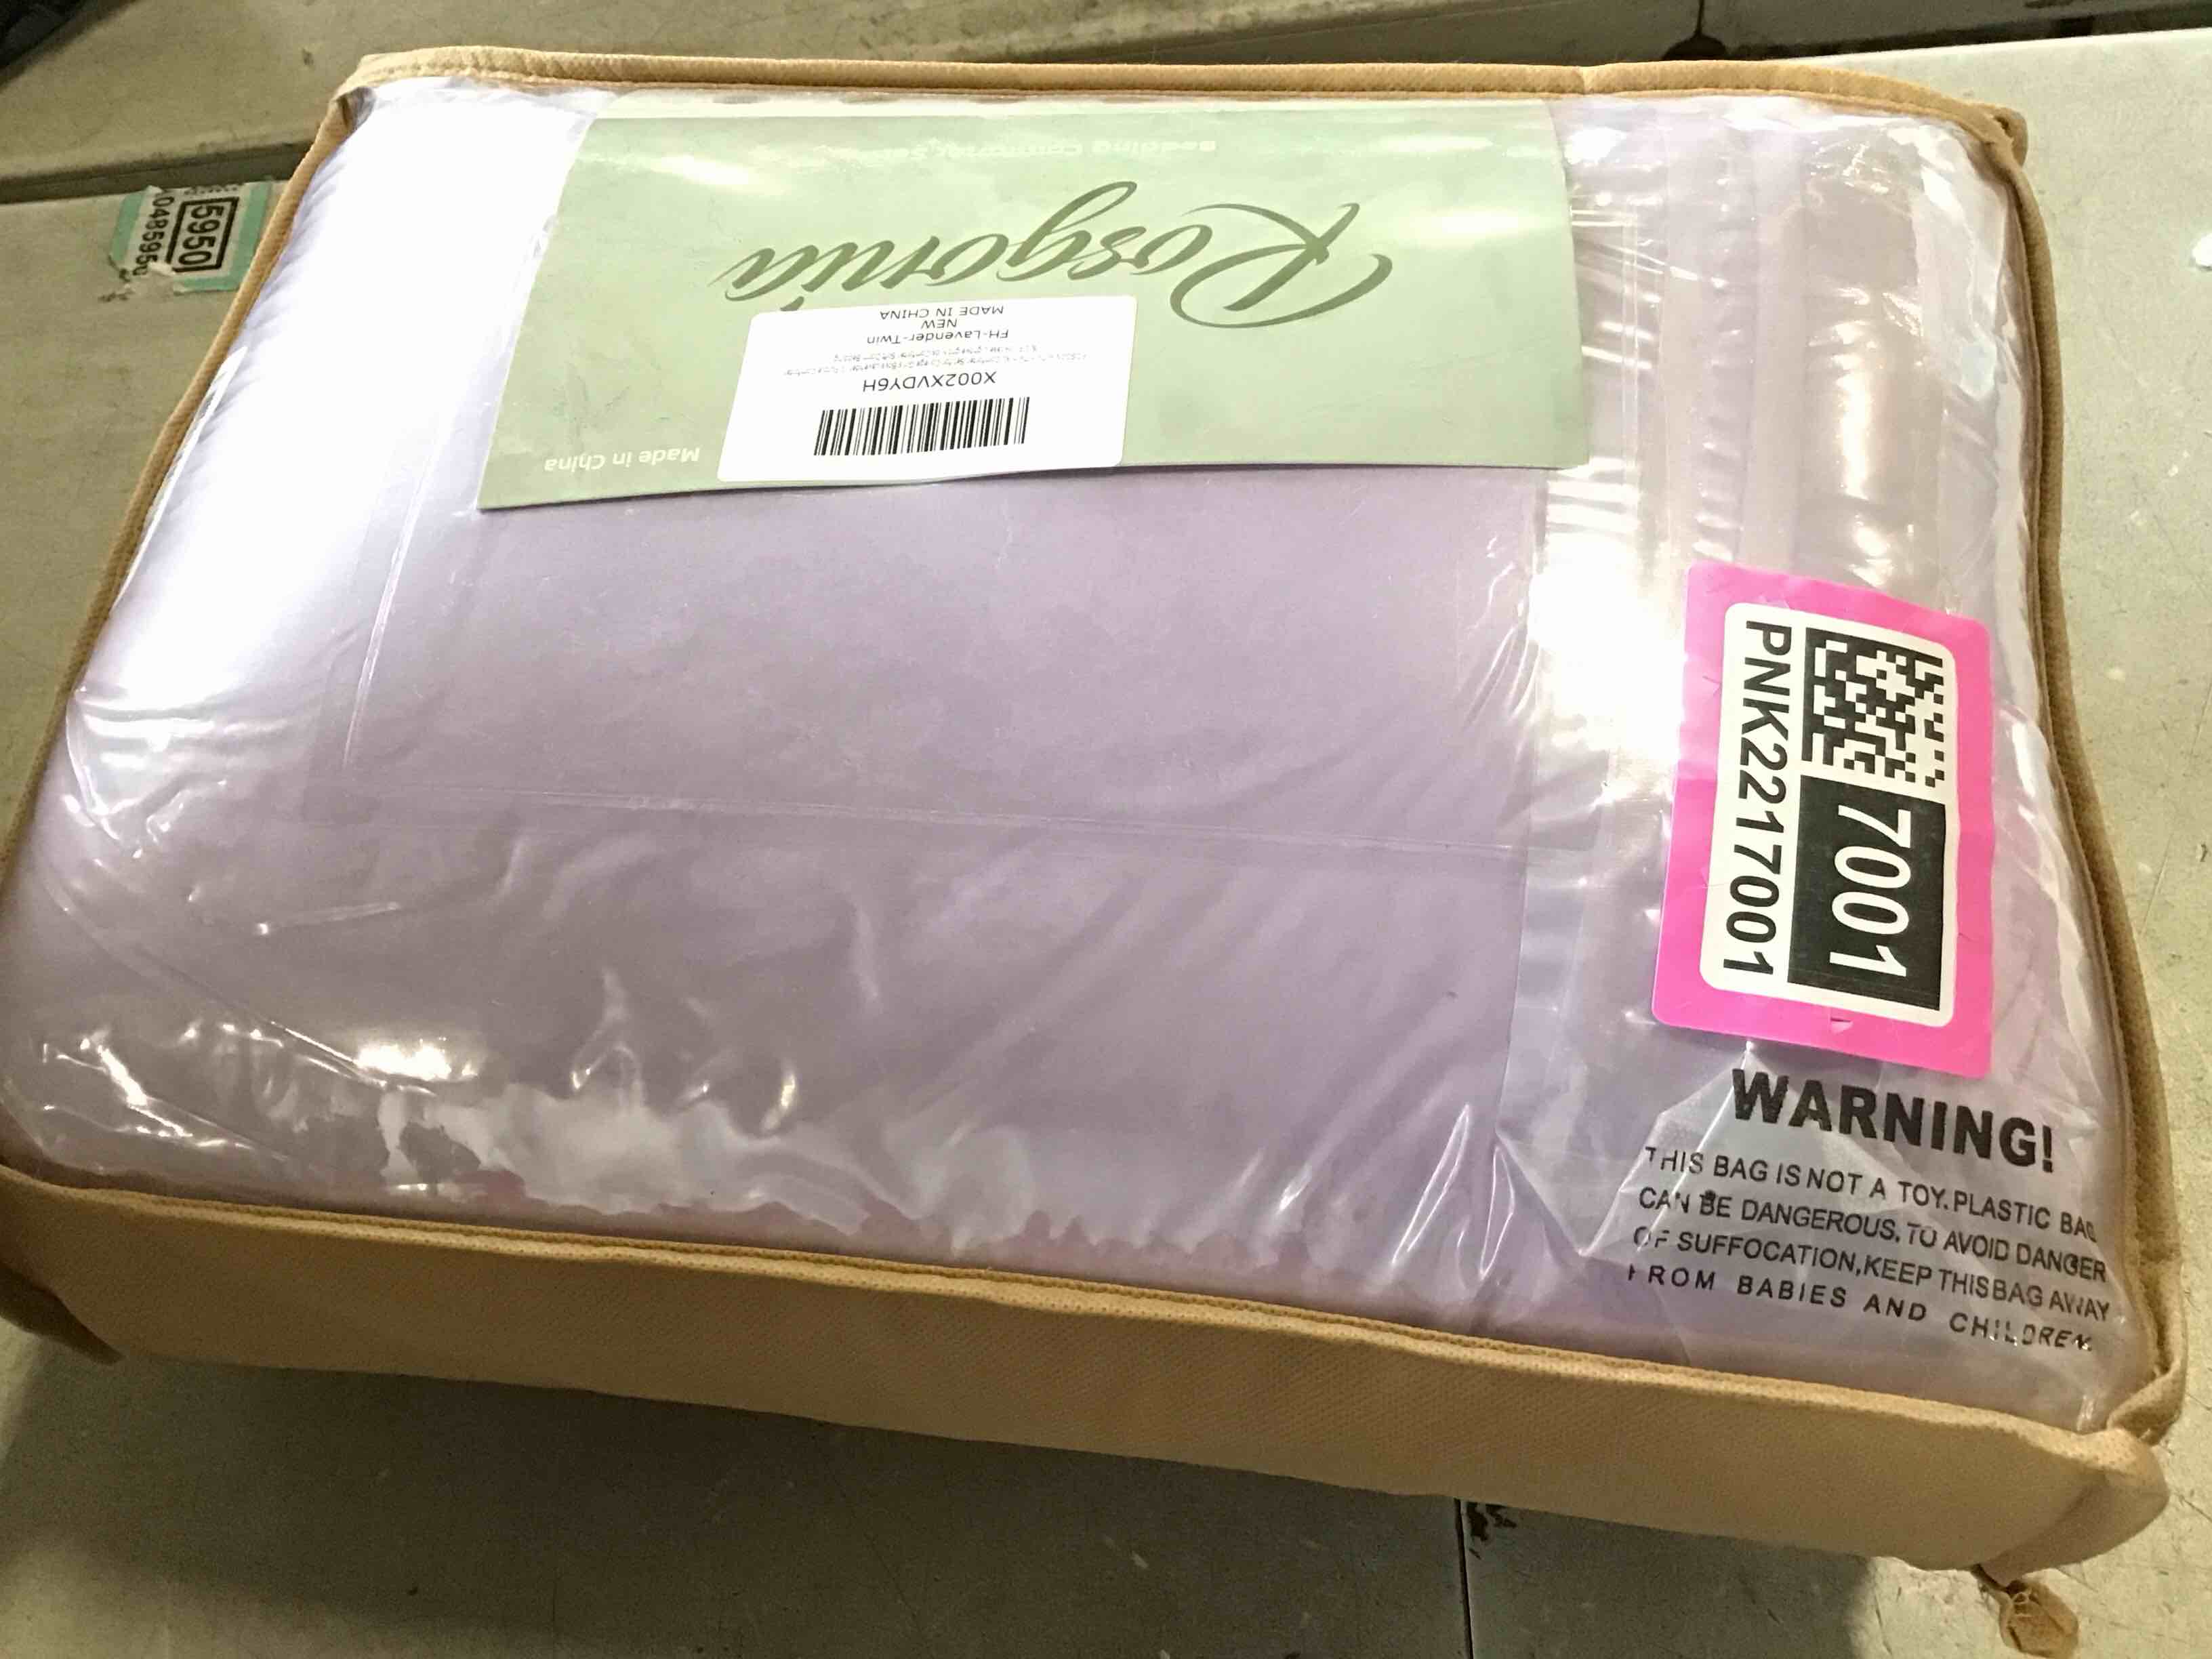 Bedding Comforter Sets
Rosgonia
Made in China
X002XVDY6H
FH-Lavender-Twin
NEW
MADE IN CHINA
7001
PNK2217001
WARNING!
THIS BAG IS NOT A TOY. PLASTIC BAG
CAN BE DANGEROUS. TO AVOID DANGER
OF SUFFOCATION, KEEP THIS BAG AWAY
FROM BABIES AND CHILDREN.
5950